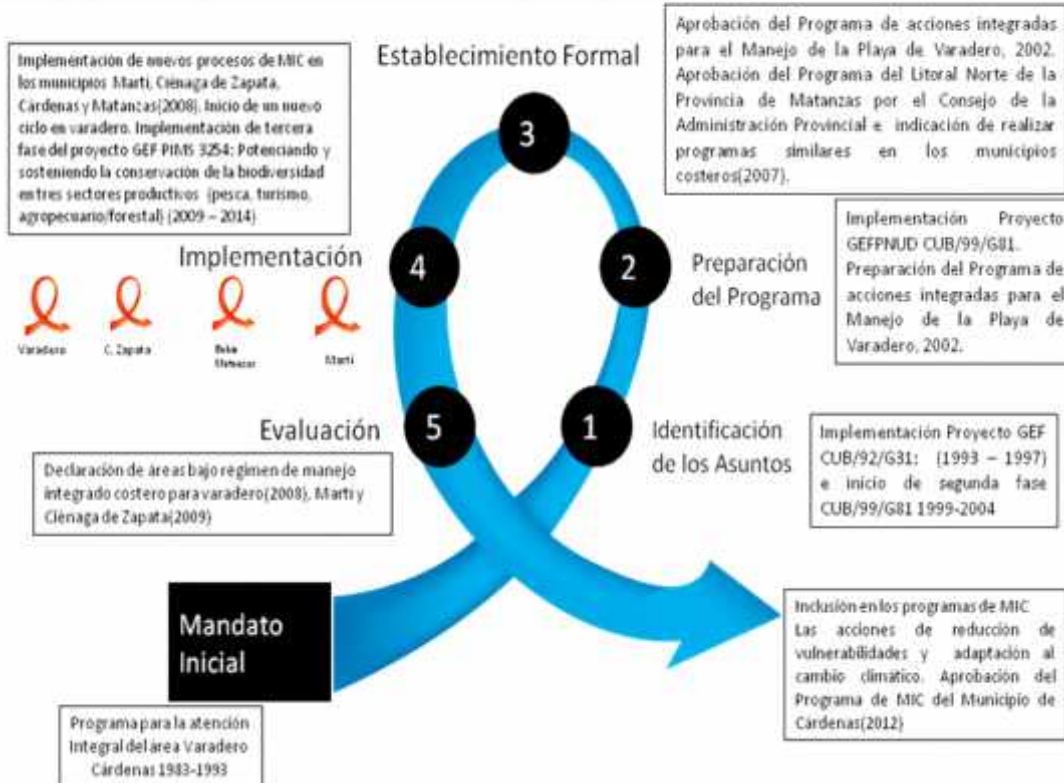 Establecimiento Formal
Implementación de nuevos procesos de MIC en
los municipios Martí, Ciénaga de Zapata,
Cárdenas y Matanzas(2008). Inicio de un nuevo
ciclo en varadero. Implementación de tercera
fase del proyecto GEF PIMS 3254: Potenciando y
sosteniendo la conservación de la biodiversidad
en tres sectores productivos (pesca, turismo,
agropecuario/forestal) (2009 – 2014)
Aprobación del Programa de acciones integradas
para el Manejo de la Playa de Varadero, 2002.
Aprobación del Programa del Litoral Norte de la
Provincia de Matanzas por el Consejo de la
Administración Provincial e indicación de realizar
programas similares en los municipios
costeros(2007).
3
Implementación
4
2
Preparación
del Programa
Implementación Proyecto
GEFPNUD CUB/99/G81.
Preparación del Programa de
acciones integradas para el
Manejo de la Playa de
Varadero, 2002.
Varadero
C. Zapata
Matanzas
Martí
Evaluación
5
1
Identificación
de los Asuntos
Declaración de áreas bajo regimen de manejo
integrado costero para varadero(2008), Martí y
Ciénaga de Zapata(2009)
Implementación Proyecto GEF
CUB/92/G31: (1993 – 1997)
e inicio de segunda fase
CUB/99/G81 1999-2004
Mandato
Inicial
Programa para la atención
Integral del área Varadero
Cárdenas 1983-1993
Inclusión en los programas de MIC
Las acciones de reducción de
vulnerabilidades y adaptación al
cambio climático. Aprobación del
Programa de MIC del Municipio de
Cárdenas(2012)